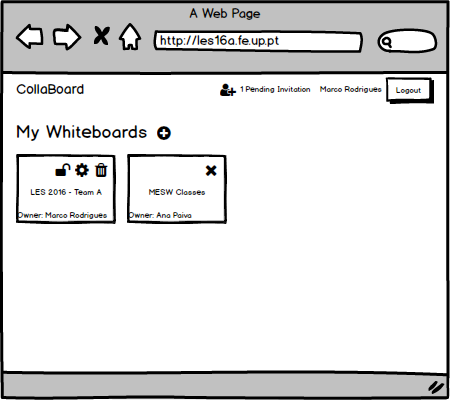 A Web Page
http://les16a.fe.up.pt
CollaBoard
1 Pending Invitation
Marco Rodrigues
Logout
My Whiteboards
LES 2016 - Team A
Owner: Marco Rodrigues
MESW Classes
Owner: Ana Paiva